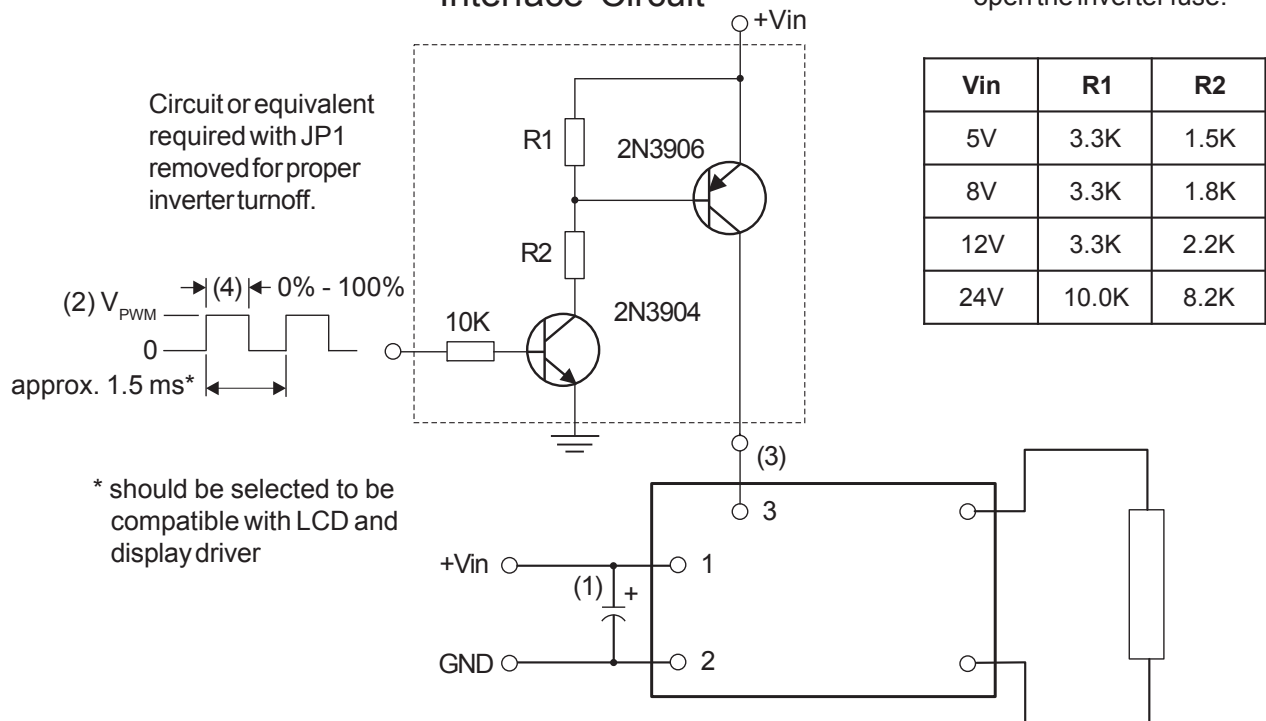 Interface Circuit
open the inverter fuse.
+Vin
Circuit or equivalent
required with JP1
removed for proper
inverter turnoff.
R1
2N3906
R2
2N3904
10K
(2) VPWM
(4)
0% - 100%
0
approx. 1.5 ms*
* should be selected to be
compatible with LCD and
display driver
Vin R1 R2
5V 3.3K 1.5K
8V 3.3K 1.8K
12V 3.3K 2.2K
24V 10.0K 8.2K
(3)
3
+Vin
1
(1)
+
GND
2